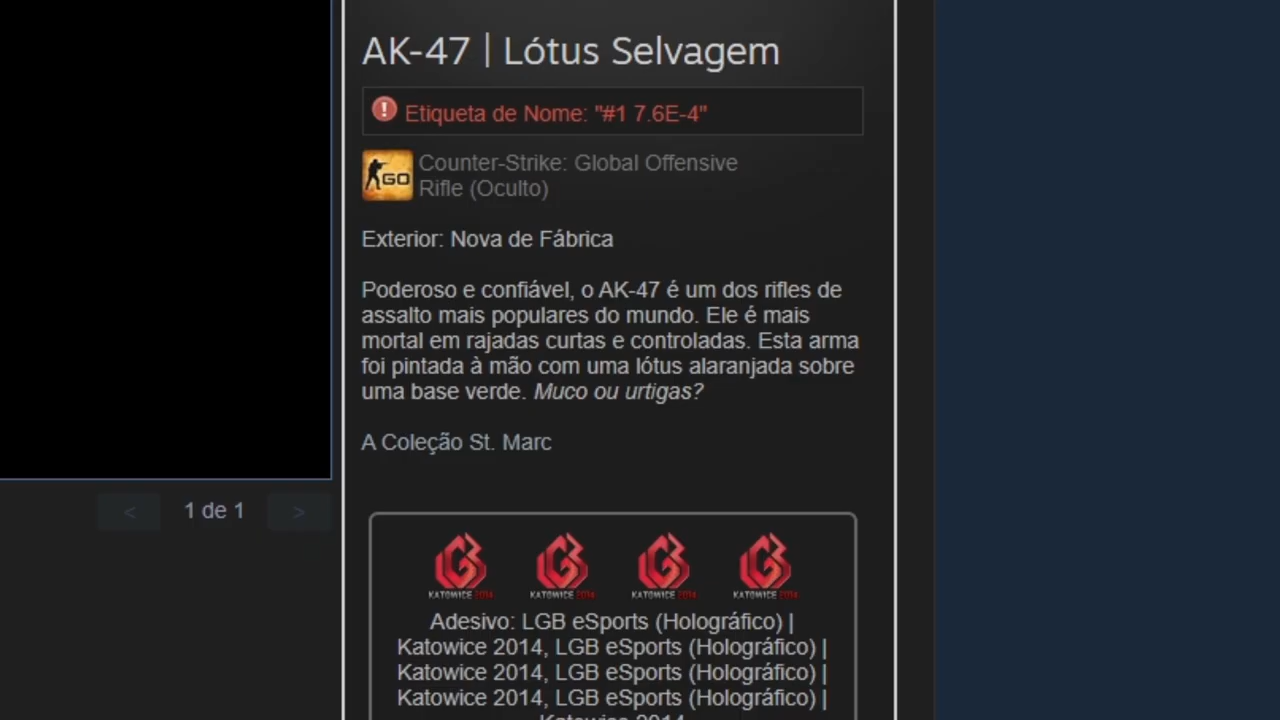 AK-47 | Lótus Selvagem
Etiqueta de Nome: "#1 7.6E-4"
GO
Counter-Strike: Global Offensive
Rifle (Oculto)
Exterior: Nova de Fábrica
Poderoso e confiável, o AK-47 é um dos rifles de
assalto mais populares do mundo. Ele é mais
mortal em rajadas curtas e controladas. Esta arma
foi pintada à mão com uma lótus alaranjada sobre
uma base verde. Muco ou urtigas?
A Coleção St. Marc
< 1 de 1 >
KATOWICE 2014 KATOWICE 2014 KATOWICE 2014 KATOWICE 2014
Adesivo: LGB eSports (Holográfico) |
Katowice 2014, LGB eSports (Holográfico) |
Katowice 2014, LGB eSports (Holográfico) |
Katowice 2014, LGB eSports (Holográfico) |
Katowice 2014